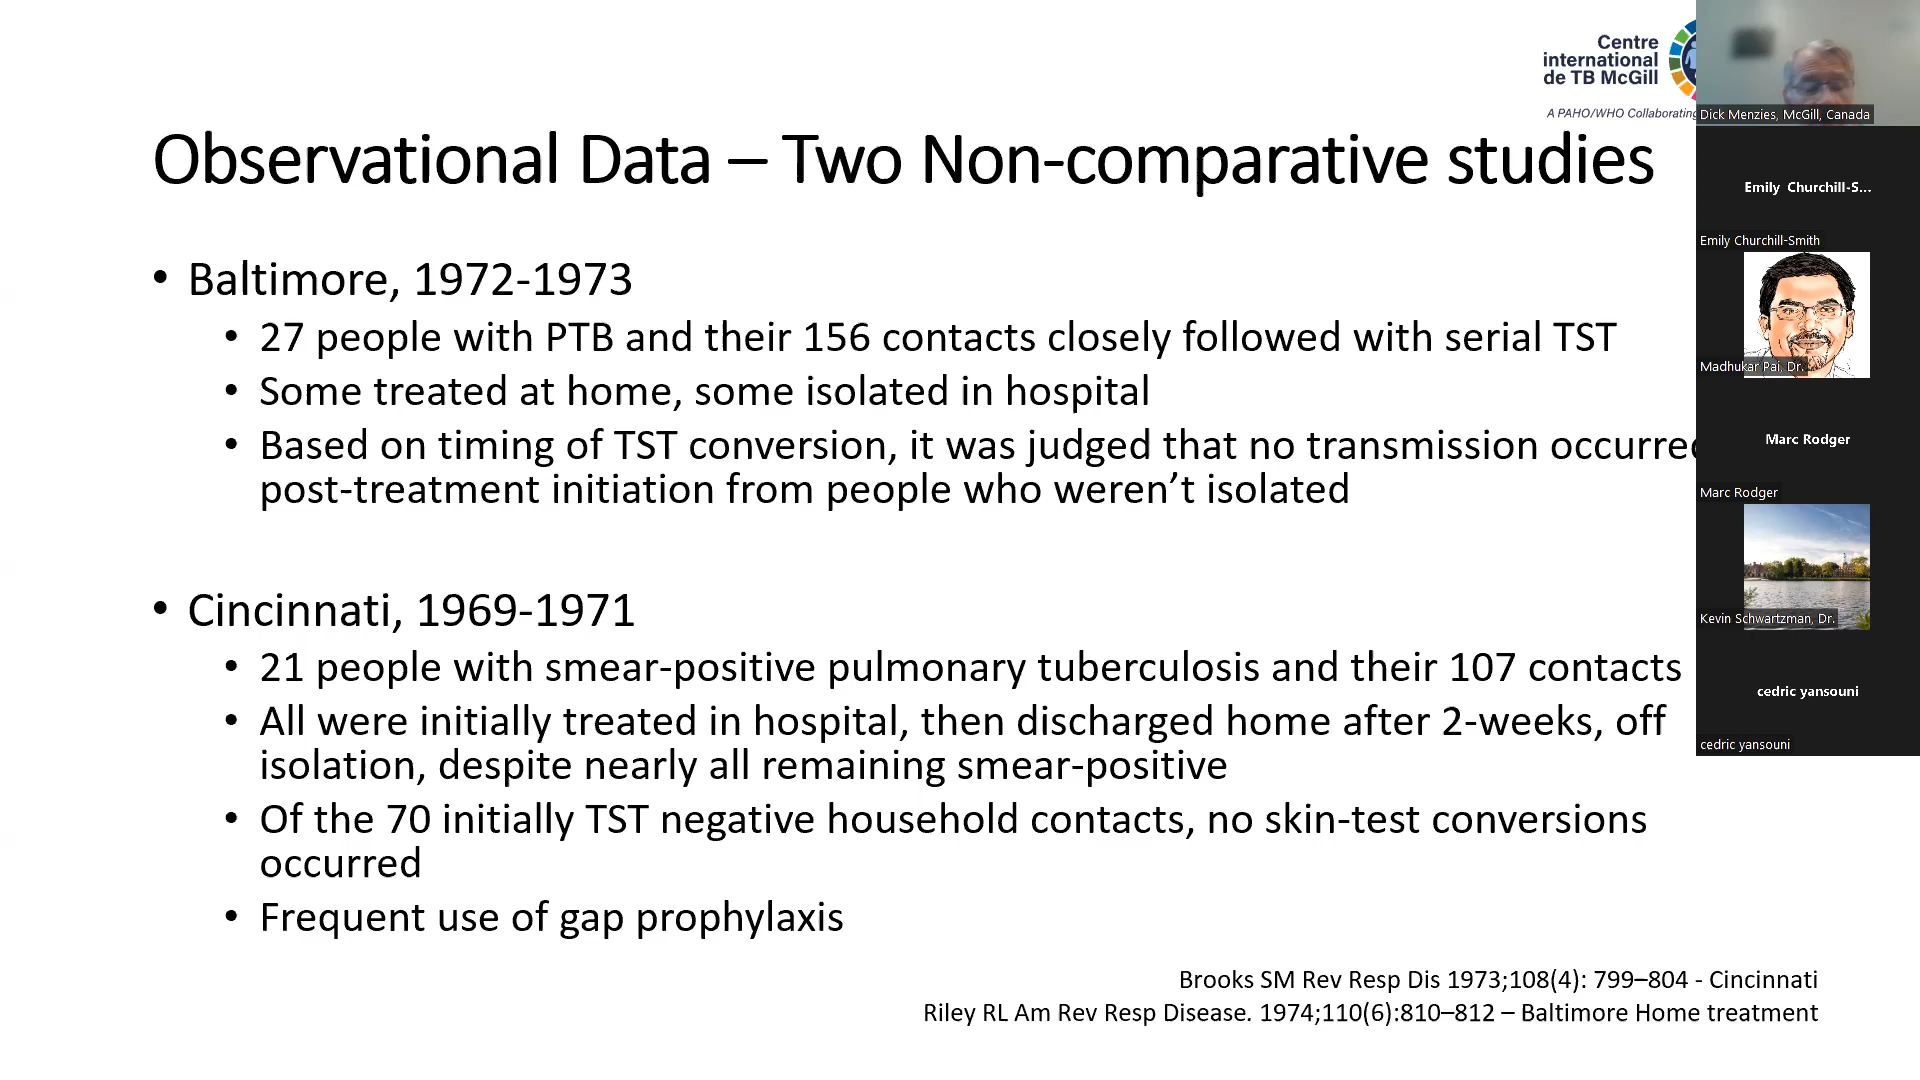 Centre
international
de TB McGill
A PAHO/WHO Collaborating
Observational Data – Two Non-comparative studies
• Baltimore, 1972-1973
• 27 people with PTB and their 156 contacts closely followed with serial TST
• Some treated at home, some isolated in hospital
• Based on timing of TST conversion, it was judged that no transmission occurred
post-treatment initiation from people who weren’t isolated
• Cincinnati, 1969-1971
• 21 people with smear-positive pulmonary tuberculosis and their 107 contacts
• All were initially treated in hospital, then discharged home after 2-weeks, off
isolation, despite nearly all remaining smear-positive
• Of the 70 initially TST negative household contacts, no skin-test conversions
occurred
• Frequent use of gap prophylaxis
Brooks SM Rev Resp Dis 1973;108(4): 799–804 - Cincinnati
Riley RL Am Rev Resp Disease. 1974;110(6):810–812 – Baltimore Home treatment
Dick Menzies, McGill, Canada
Emily Churchill-S...
Emily Churchill-Smith
Madhukar Pai, Dr.
Marc Rodger
Marc Rodger
Kevin Schwartzman, Dr.
cedric yansouni
cedric yansouni